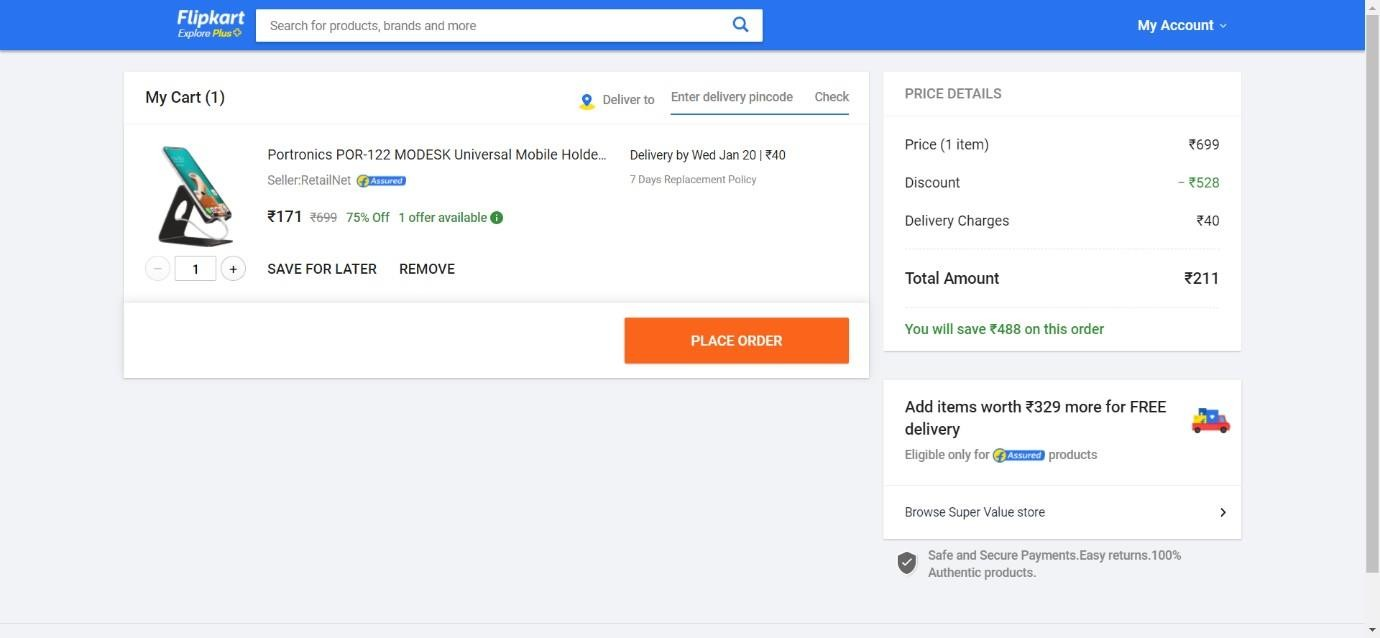 Flipkart
Explore Plus
Search for products, brands and more
My Account
My Cart (1)
Deliver to
Enter delivery pincode
Check
Portronics POR-122 MODESK Universal Mobile Holde...
Seller:RetailNet
Assured
₹171 ₹699 75% Off 1 offer available
Delivery by Wed Jan 20 | ₹40
7 Days Replacement Policy
− 1 +
SAVE FOR LATER
REMOVE
PLACE ORDER
PRICE DETAILS
Price (1 item) ₹699
Discount − ₹528
Delivery Charges ₹40
Total Amount ₹211
You will save ₹488 on this order
Add items worth ₹329 more for FREE
delivery
Eligible only for Assured products
Browse Super Value store
Safe and Secure Payments.Easy returns.100%
Authentic products.